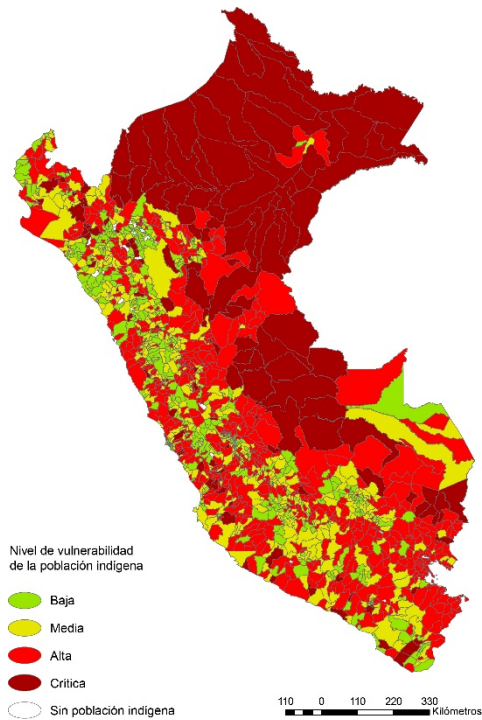 Nivel de vulnerabilidad
de la población indígena
Baja
Media
Alta
Crítica
Sin población indígena
110 0 110 220 330
Kilómetros